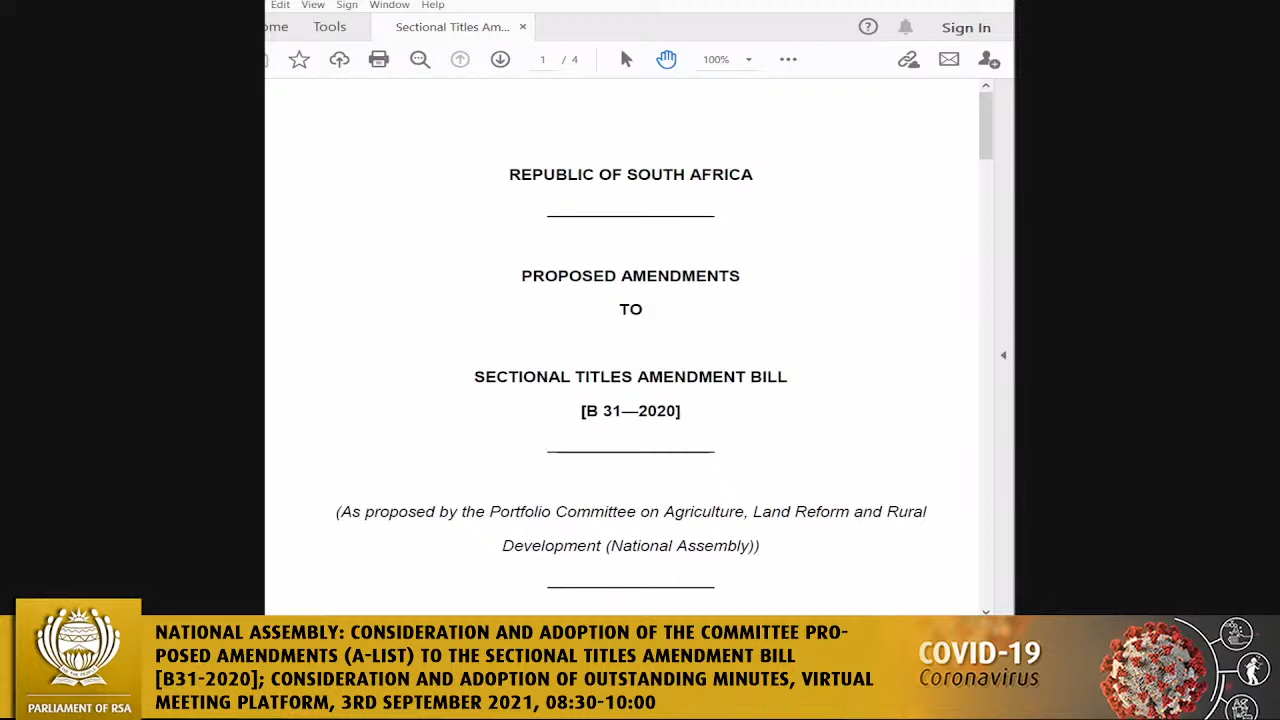 Edit View Sign Window Help
ome Tools Sectional Titles Am... × Sign In
1 / 4 100%
REPUBLIC OF SOUTH AFRICA
PROPOSED AMENDMENTS
TO
SECTIONAL TITLES AMENDMENT BILL
[B 31—2020]
(As proposed by the Portfolio Committee on Agriculture, Land Reform and Rural
Development (National Assembly))
PARLIAMENT OF RSA
NATIONAL ASSEMBLY: CONSIDERATION AND ADOPTION OF THE COMMITTEE PRO-
POSED AMENDMENTS (A-LIST) TO THE SECTIONAL TITLES AMENDMENT BILL
[B31-2020]; CONSIDERATION AND ADOPTION OF OUTSTANDING MINUTES, VIRTUAL
MEETING PLATFORM, 3RD SEPTEMBER 2021, 08:30-10:00
COVID-19
Coronavirus